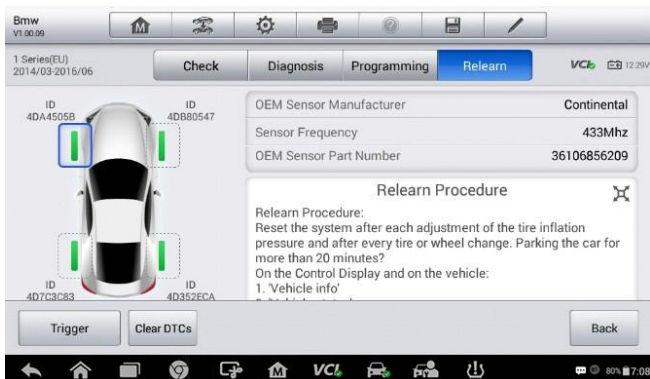 Bmw
V1.00.09
1 Series(EU)
2014/03-2016/06
Check
Diagnosis
Programming
Relearn
VCI
12.29V
ID
4DA4505B
ID
4DB80547
ID
4D7C3C83
ID
4D352ECA
OEM Sensor Manufacturer
Continental
Sensor Frequency
433Mhz
OEM Sensor Part Number
36106856209
Relearn Procedure
Relearn Procedure:
Reset the system after each adjustment of the tire inflation
pressure and after every tire or wheel change. Parking the car for
more than 20 minutes?
On the Control Display and on the vehicle:
1. 'Vehicle info'
Trigger
Clear DTCs
Back
VCI
80%
7:08